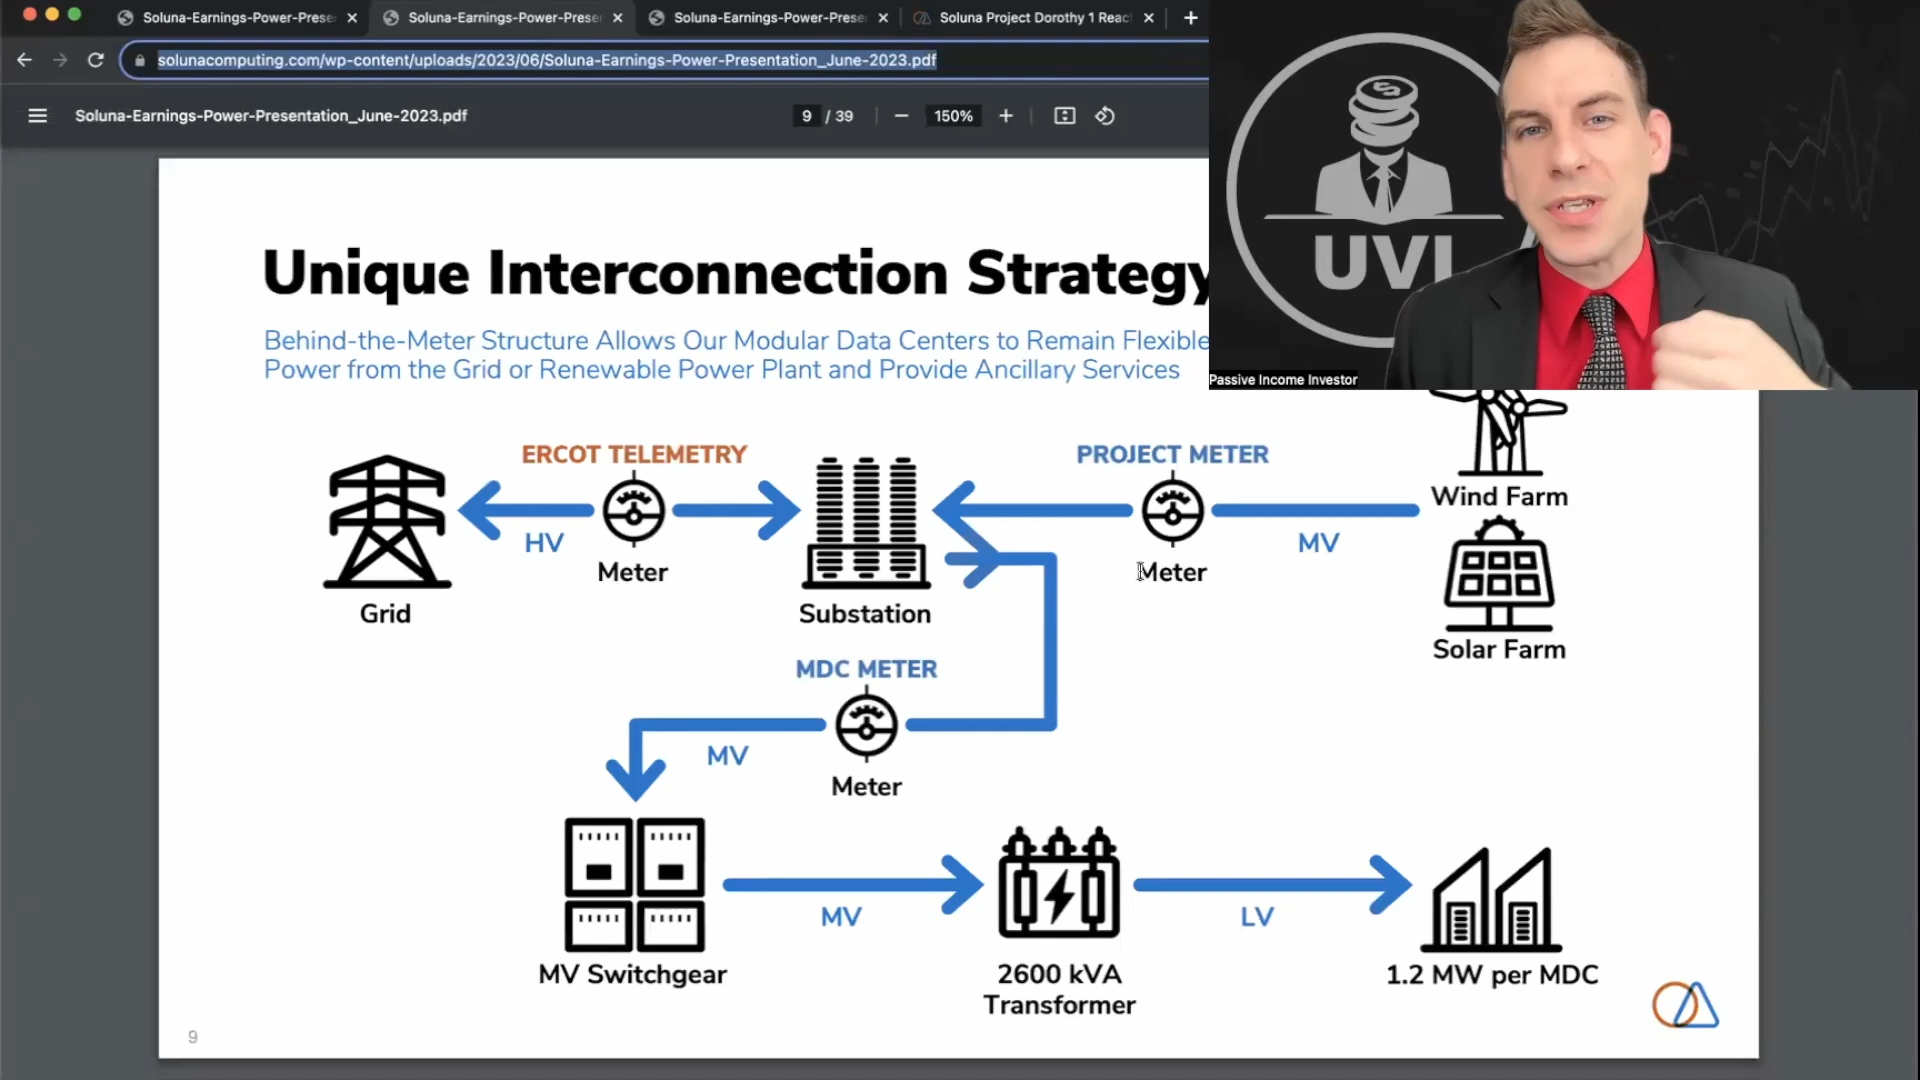 Soluna-Earnings-Power-Prese
Soluna-Earnings-Power-Prese
Soluna-Earnings-Power-Prese
Soluna Project Dorothy 1 Reac
solunacomputing.com/wp-content/uploads/2023/06/Soluna-Earnings-Power-Presentation_June-2023.pdf
Soluna-Earnings-Power-Presentation_June-2023.pdf
9 / 39
150%
UVI
Passive Income Investor
Unique Interconnection Strategy
Behind-the-Meter Structure Allows Our Modular Data Centers to Remain Flexible
Power from the Grid or Renewable Power Plant and Provide Ancillary Services
ERCOT TELEMETRY
PROJECT METER
Wind Farm
HV
MV
Meter
Meter
Grid
Substation
Solar Farm
MDC METER
MV
Meter
MV
LV
MV Switchgear
2600 kVA
Transformer
1.2 MW per MDC
9